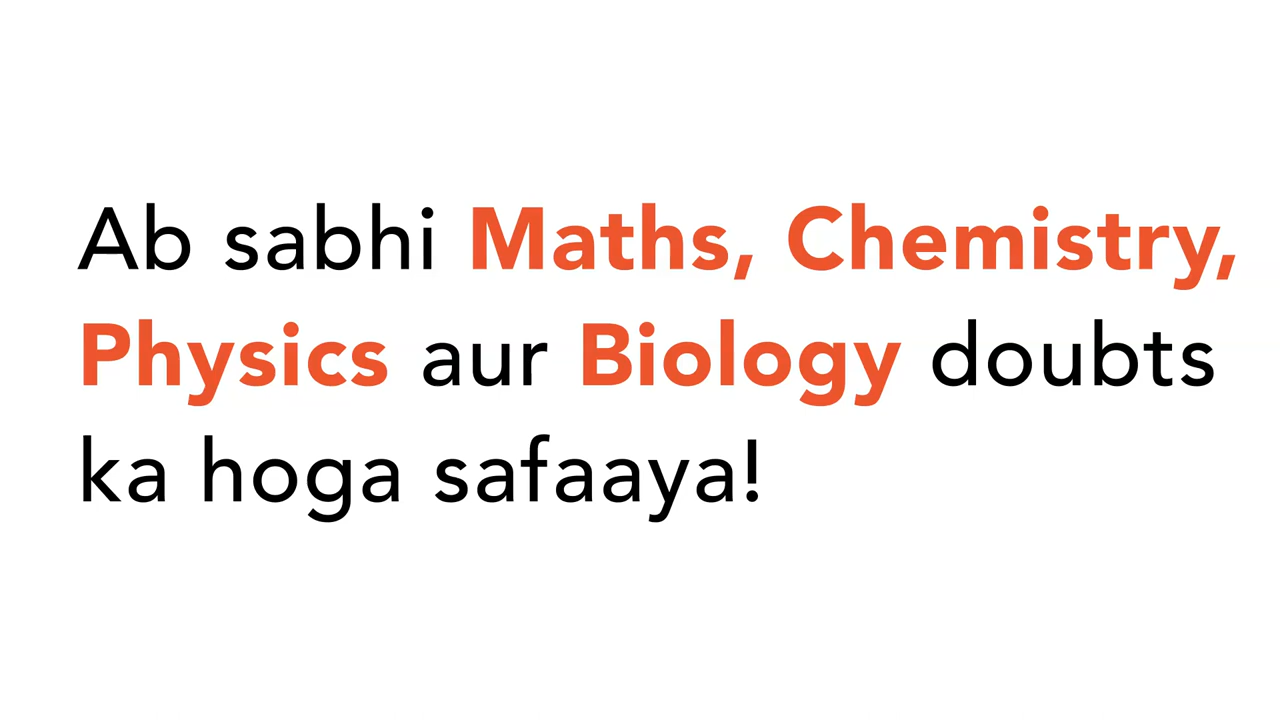 Ab sabhi Maths, Chemistry,
Physics aur Biology doubts
ka hoga safaaya!